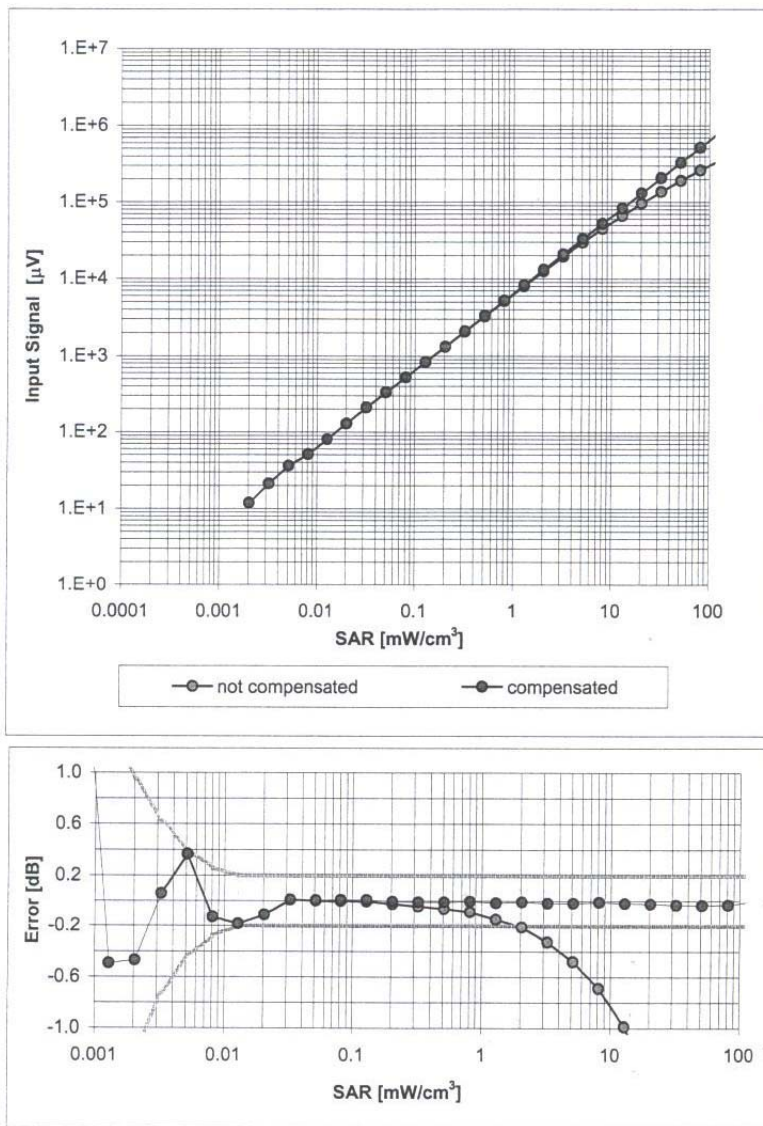 1.E+7
1.E+6
1.E+5
1.E+4
1.E+3
1.E+2
1.E+1
1.E+0
Input Signal [µV]
0.0001 0.001 0.01 0.1 1 10 100
SAR [mW/cm³]
not compensated compensated
1.0
0.6
0.2
-0.2
-0.6
-1.0
Error [dB]
0.001 0.01 0.1 1 10 100
SAR [mW/cm³]